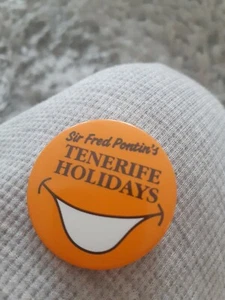 Sir Fred Pontin's
TENERIFE
HOLIDAYS